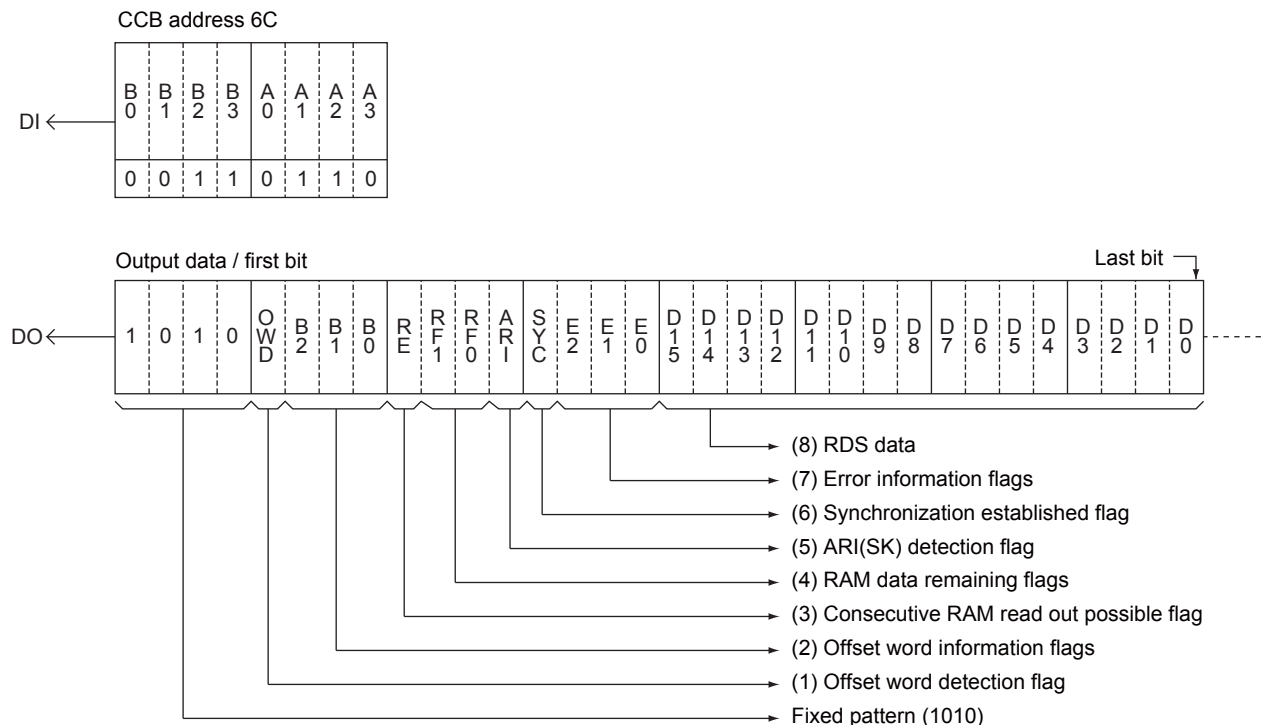 CCB address 6C
B0 B1 B2 B3 A0 A1 A2 A3
DI
0 0 1 1 0 1 1 0
Output data / first bit
Last bit
DO
1 0 1 0 OWD B2 B1 B0 RE RF1 RF0 ARI SYC E2 E1 E0 D15 D14 D13 D12 D11 D10 D9 D8 D7 D6 D5 D4 D3 D2 D1 D0
(8) RDS data
(7) Error information flags
(6) Synchronization established flag
(5) ARI(SK) detection flag
(4) RAM data remaining flags
(3) Consecutive RAM read out possible flag
(2) Offset word information flags
(1) Offset word detection flag
Fixed pattern (1010)